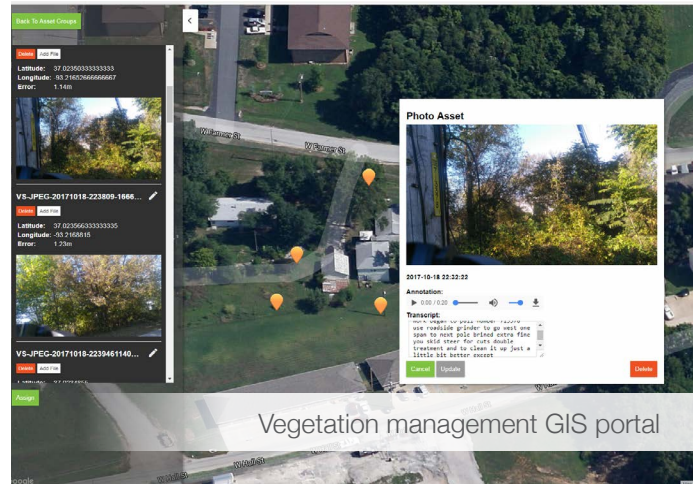 Back To Asset Groups
<
Delete Add File
Latitude: 37.02350333333333
Longitude: -93.21652666666667
Error: 1.14m
VS-JPEG-20171018-223809-1666...
Delete Add File
Latitude: 37.023566333333335
Longitude: -93.2168815
Error: 1.23m
VS-JPEG-20171018-2239461140...
Delete Add File
Assign
W Farmer St
W Farmer St
Photo Asset
2017-10-18 22:32:22
Annotation:
0:00 / 0:20
Transcript:
use roadside grinder to go west one
span to next pole brined extra fine
you skid steer for cuts double
treatment and to clean it up just a
little bit better except
Cancel Update Delete
Vegetation management GIS portal
W Hull St
W Hull St